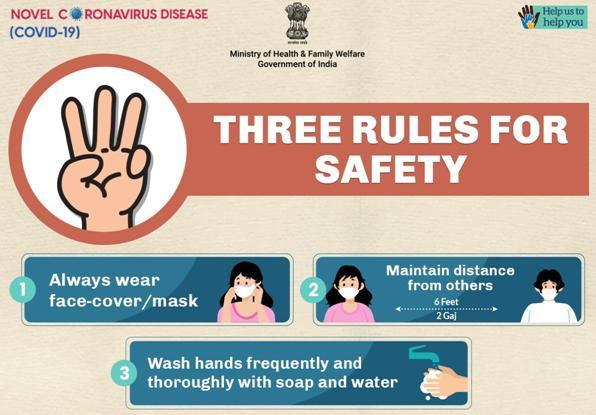 NOVEL CORONAVIRUS DISEASE
(COVID-19)
Ministry of Health & Family Welfare
Government of India
Help us to
help you
THREE RULES FOR
SAFETY
1
Always wear
face-cover/mask
2
Maintain distance
from others
6 Feet
2 Gaj
3
Wash hands frequently and
thoroughly with soap and water